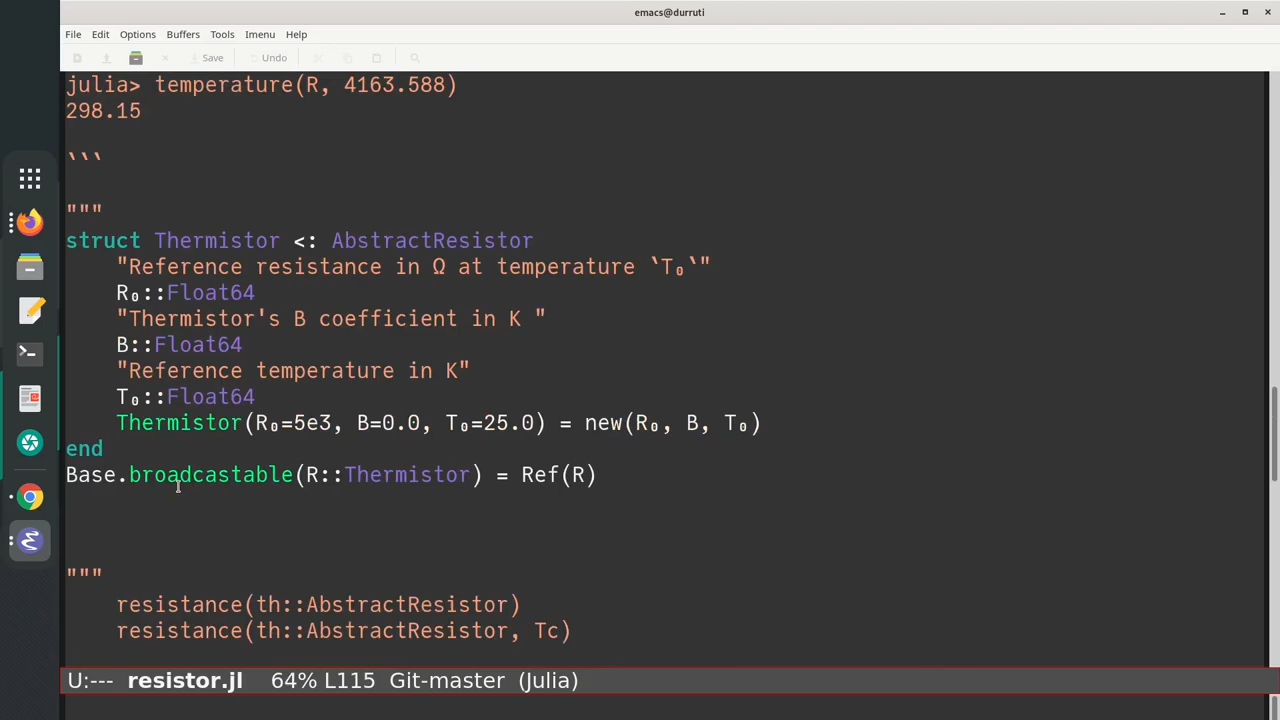 emacs@durruti
File Edit Options Buffers Tools Imenu Help
Save Undo
julia> temperature(R, 4163.588)
298.15
```
"""
struct Thermistor <: AbstractResistor
    "Reference resistance in Ω at temperature `T₀`"
    R₀::Float64
    "Thermistor's B coefficient in K "
    B::Float64
    "Reference temperature in K"
    T₀::Float64
    Thermistor(R₀=5e3, B=0.0, T₀=25.0) = new(R₀, B, T₀)
end
Base.broadcastable(R::Thermistor) = Ref(R)
"""
    resistance(th::AbstractResistor)
    resistance(th::AbstractResistor, Tc)
U:--- resistor.jl 64% L115 Git-master (Julia)